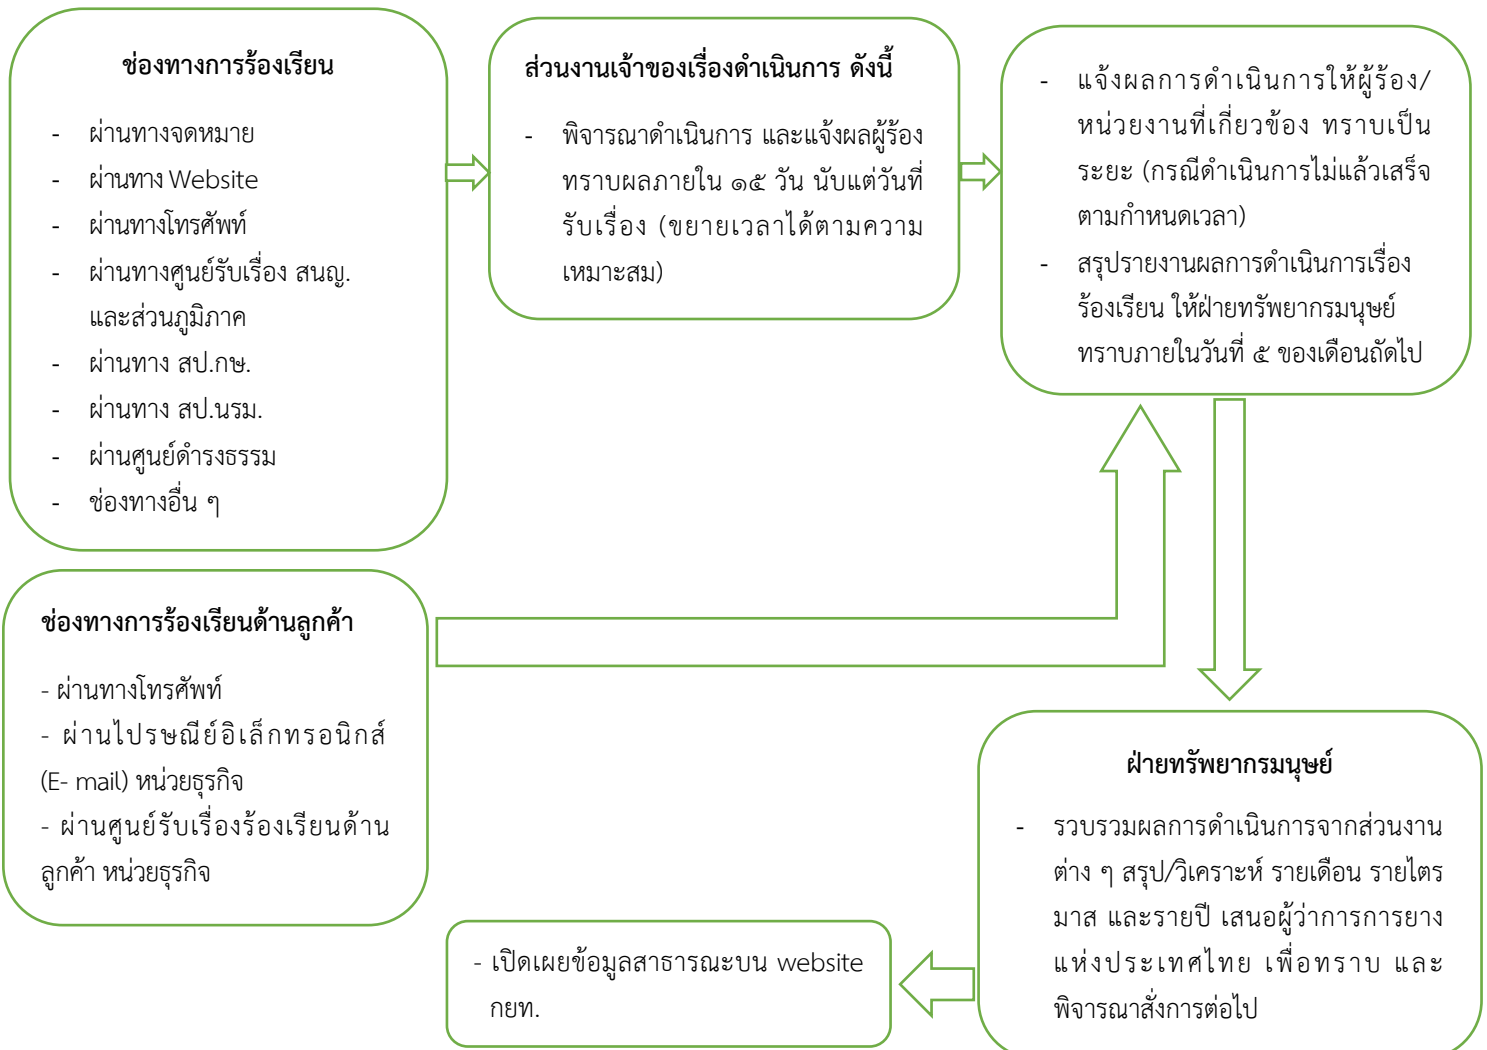 ช่องทางการร้องเรียน
- ผ่านทางจดหมาย
- ผ่านทาง Website
- ผ่านทางโทรศัพท์
- ผ่านทางศูนย์รับเรื่อง สนญ.
และส่วนภูมิภาค
- ผ่านทาง สป.กษ.
- ผ่านทาง สป.นรม.
- ผ่านศูนย์ดำรงธรรม
- ช่องทางอื่น ๆ
ส่วนงานเจ้าของเรื่องดำเนินการ ดังนี้
- พิจารณาดำเนินการ และแจ้งผลผู้ร้อง
ทราบผลภายใน ๑๕ วัน นับแต่วันที่
รับเรื่อง (ขยายเวลาได้ตามความ
เหมาะสม)
- แจ้งผลการดำเนินการให้ผู้ร้อง/
หน่วยงานที่เกี่ยวข้อง ทราบเป็น
ระยะ (กรณีดำเนินการไม่แล้วเสร็จ
ตามกำหนดเวลา)
- สรุปรายงานผลการดำเนินการเรื่อง
ร้องเรียน ให้ฝ่ายทรัพยากรมนุษย์
ทราบภายในวันที่ ๕ ของเดือนถัดไป
ช่องทางการร้องเรียนด้านลูกค้า
- ผ่านทางโทรศัพท์
- ผ่านไปรษณีย์อิเล็กทรอนิกส์
(E- mail) หน่วยธุรกิจ
- ผ่านศูนย์รับเรื่องร้องเรียนด้าน
ลูกค้า หน่วยธุรกิจ
ฝ่ายทรัพยากรมนุษย์
- รวบรวมผลการดำเนินการจากส่วนงาน
ต่าง ๆ สรุป/วิเคราะห์ รายเดือน รายไตร
มาส และรายปี เสนอผู้ว่าการการยาง
แห่งประเทศไทย เพื่อทราบ และ
พิจารณาสั่งการต่อไป
- เปิดเผยข้อมูลสาธารณะบน website
กยท.